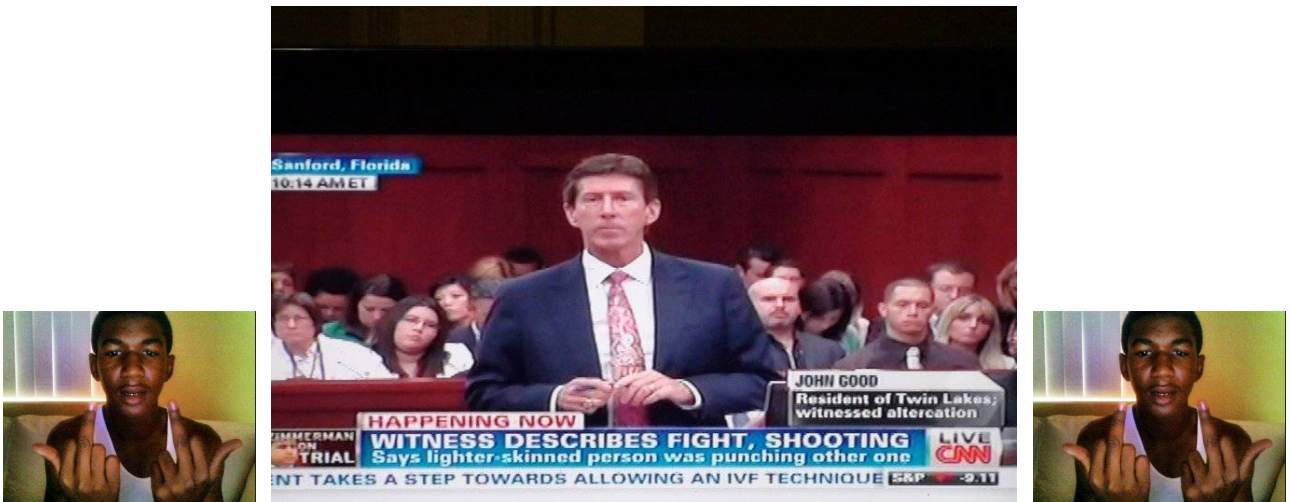 Sanford, Florida
10:14 AM ET
JOHN GOOD
Resident of Twin Lakes;
witnessed altercation
HAPPENING NOW
ZIMMERMAN
ON
TRIAL
WITNESS DESCRIBES FIGHT, SHOOTING
Says lighter-skinned person was punching other one
LIVE
CNN
ENT TAKES A STEP TOWARDS ALLOWING AN IVF TECHNIQUE S&P -9.11